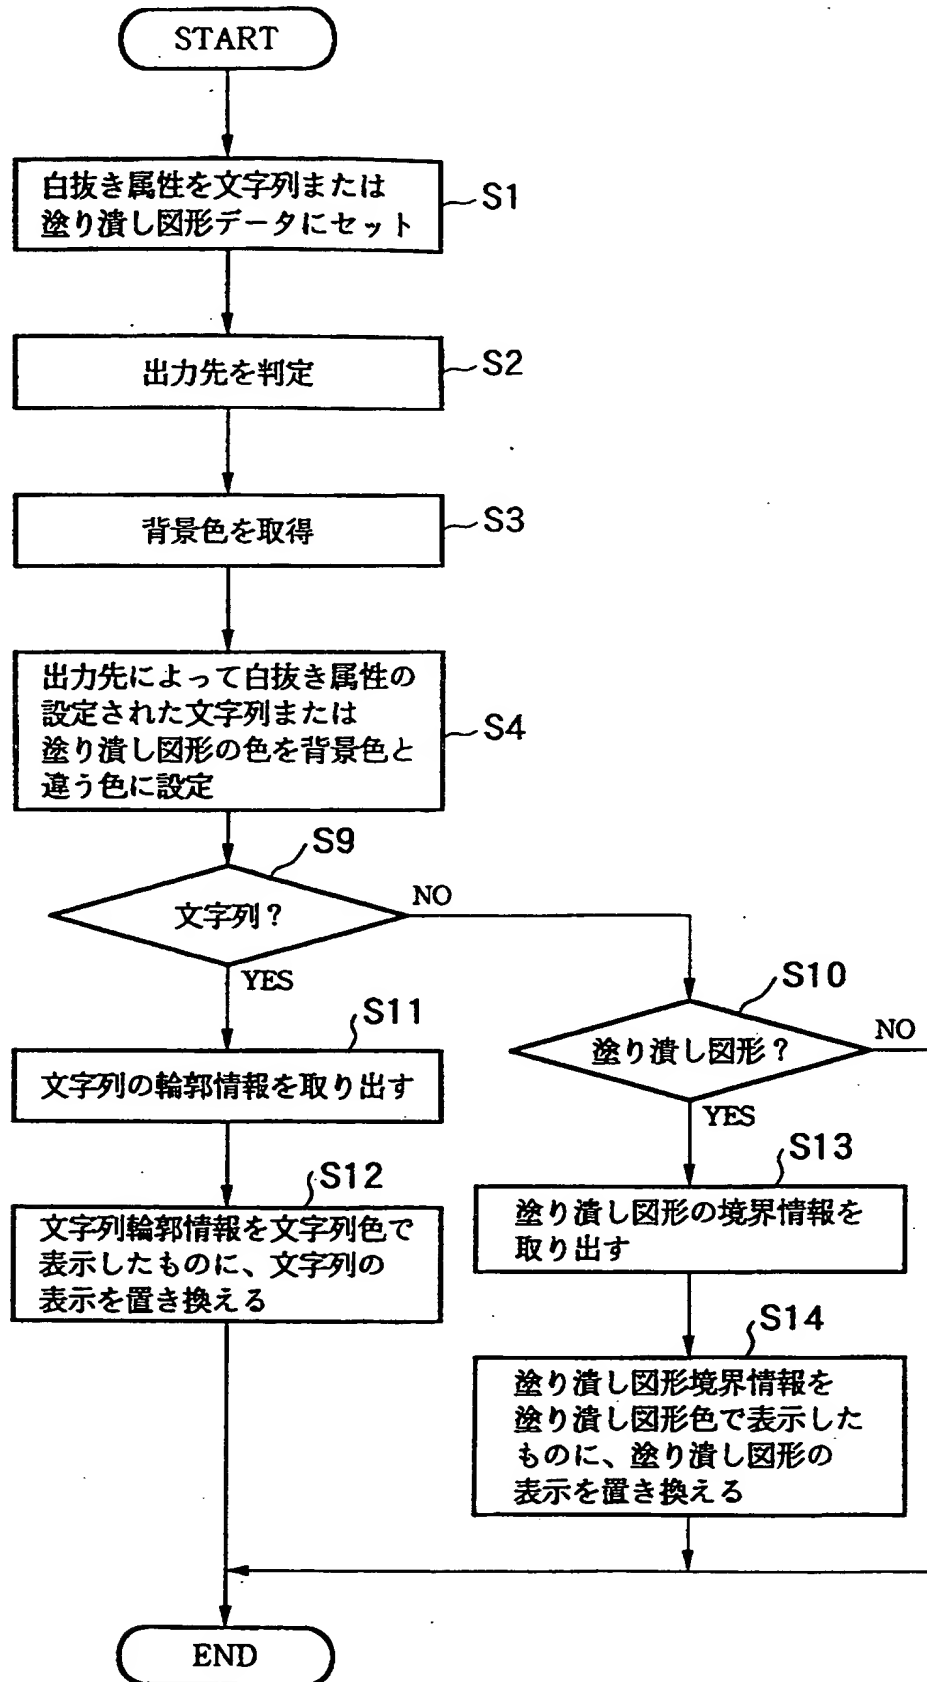 START
白抜き属性を文字列または
塗り潰し図形データにセット
S1
出力先を判定
S2
背景色を取得
S3
出力先によって白抜き属性の
設定された文字列または
塗り潰し図形の色を背景色と
違う色に設定
S4
S9
文字列？
NO
YES
S10
塗り潰し図形？
NO
YES
S11
文字列の輪郭情報を取り出す
S12
文字列輪郭情報を文字列色で
表示したものに、文字列の
表示を置き換える
S13
塗り潰し図形の境界情報を
取り出す
S14
塗り潰し図形境界情報を
塗り潰し図形色で表示した
ものに、塗り潰し図形の
表示を置き換える
END